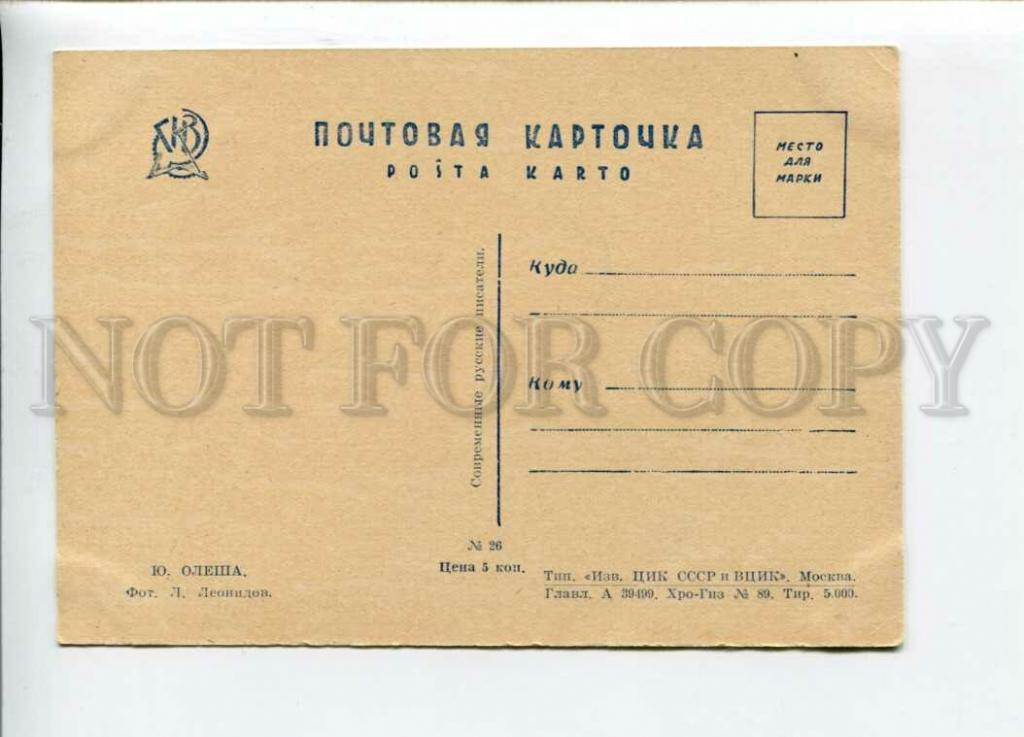 ПОЧТОВАЯ КАРТОЧКА
POŜTA KARTO
МЕСТО
ДЛЯ
МАРКИ
Современные русские писатели.
Куда
Кому
№ 26
Цена 5 коп.
Ю. ОЛЕША.
Фот. Л. Леонидов.
Тип. «Изв. ЦИК СССР и ВЦИК». Москва.
Главл. А 39499. Хро-Гиз № 89. Тир. 5.000.
NOT FOR COPY